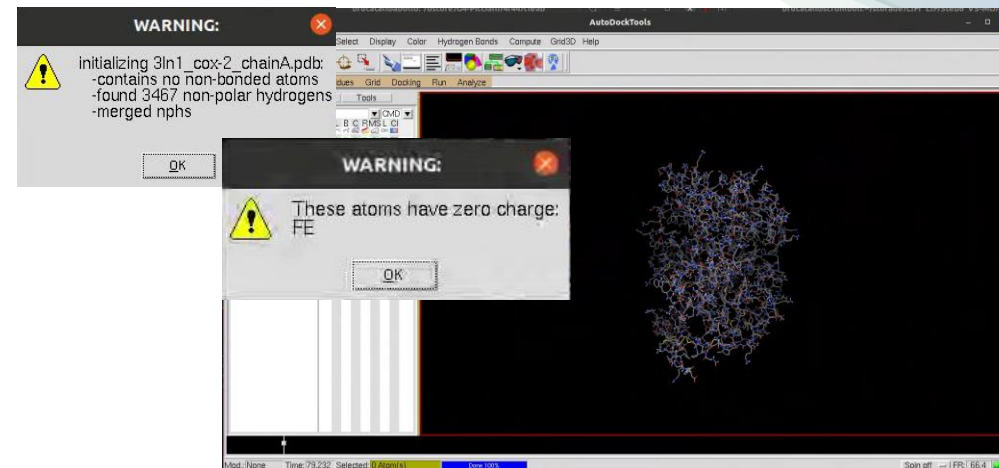 WARNING:
initializing 3ln1_cox-2_chainA.pdb:
-contains no non-bonded atoms
-found 3467 non-polar hydrogens
-merged nphs
OK
AutoDockTools
Select Display Color Hydrogen Bonds Compute Grid3D Help
Grid Docking Run Analyze
Tools
CMD
WARNING:
These atoms have zero charge:
FE
OK
Mod.: None Time: 79.232 Selected: 0 Atom(s) Done 100% Spin off FR: 66.4